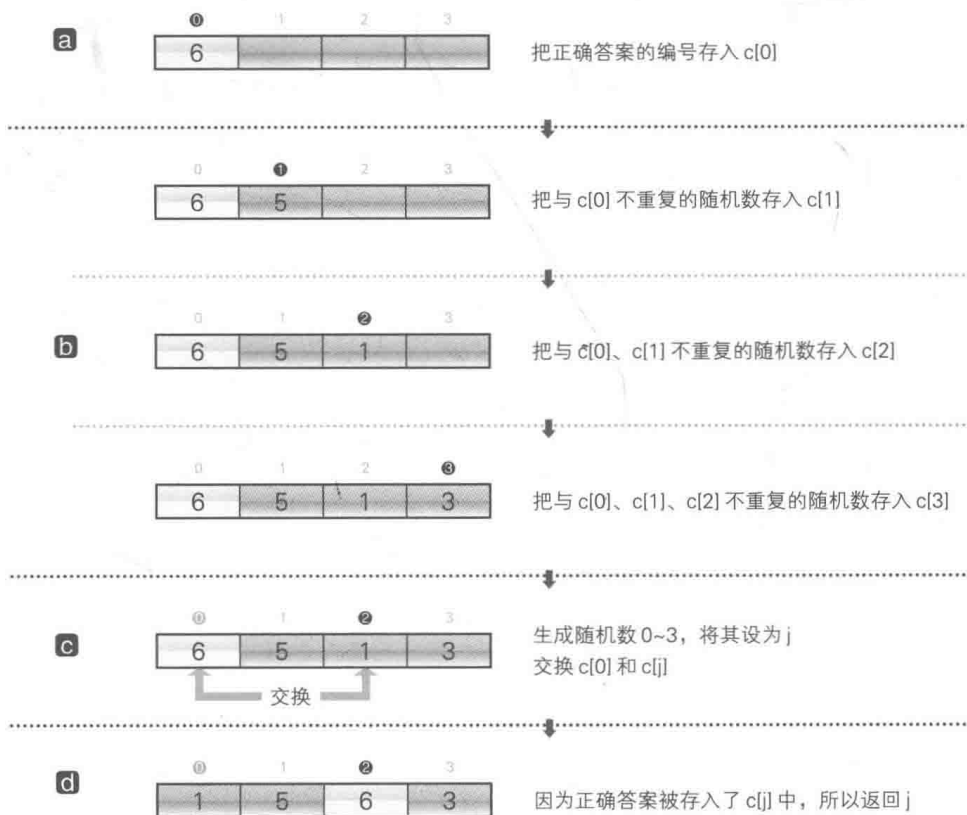 0 1 2 3
a
6
把正确答案的编号存入 c[0]
0 1 2 3
6 5
把与 c[0] 不重复的随机数存入 c[1]
0 1 2 3
b
6 5 1
把与 c[0]、c[1] 不重复的随机数存入 c[2]
0 1 2 3
6 5 1 3
把与 c[0]、c[1]、c[2] 不重复的随机数存入 c[3]
0 1 2 3
c
6 5 1 3
生成随机数 0~3，将其设为 j
交换 c[0] 和 c[j]
交换
0 1 2 3
d
1 5 6 3
因为正确答案被存入了 c[j] 中，所以返回 j